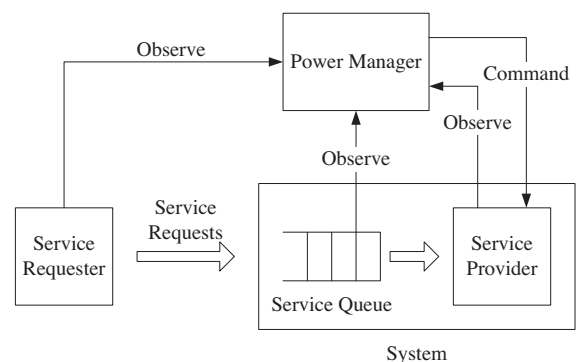 Observe
Power Manager
Command
Observe
Observe
Service
Requests
Service
Requester
Service
Provider
Service Queue
System